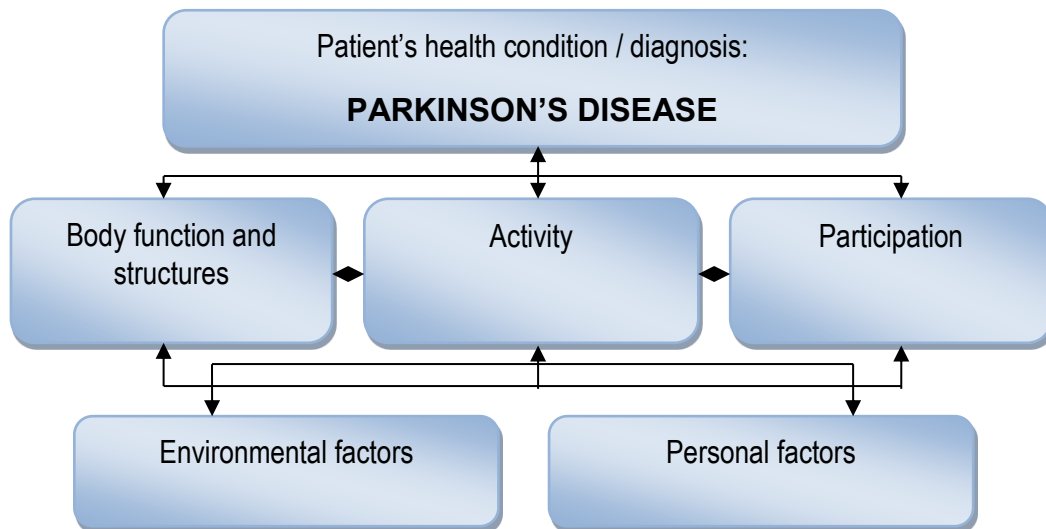 Patient’s health condition / diagnosis:
PARKINSON’S DISEASE
Body function and
structures
Activity
Participation
Environmental factors
Personal factors